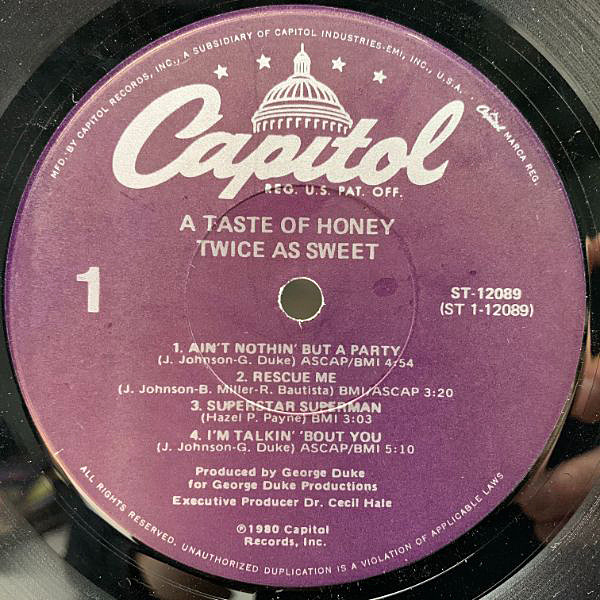 MFD. BY CAPITOL RECORDS, INC., A SUBSIDIARY OF CAPITOL INDUSTRIES-EMI, INC., U.S.A. · Capitol MARCA REG.
Capitol
REG. U.S. PAT. OFF.
A TASTE OF HONEY
TWICE AS SWEET
1
ST-12089
(ST 1-12089)
1. AIN'T NOTHIN' BUT A PARTY
(J. Johnson-G. Duke) ASCAP/BMI 4:54
2. RESCUE ME
(J. Johnson-B. Miller-R. Bautista) BMI/ASCAP 3:20
3. SUPERSTAR SUPERMAN
(Hazel P. Payne) BMI 3:03
4. I'M TALKIN' 'BOUT YOU
(J. Johnson-G. Duke) ASCAP/BMI 5:10
Produced by George Duke
for George Duke Productions
Executive Producer Dr. Cecil Hale
℗1980 Capitol
Records, Inc.
ALL RIGHTS RESERVED. UNAUTHORIZED DUPLICATION IS A VIOLATION OF APPLICABLE LAWS